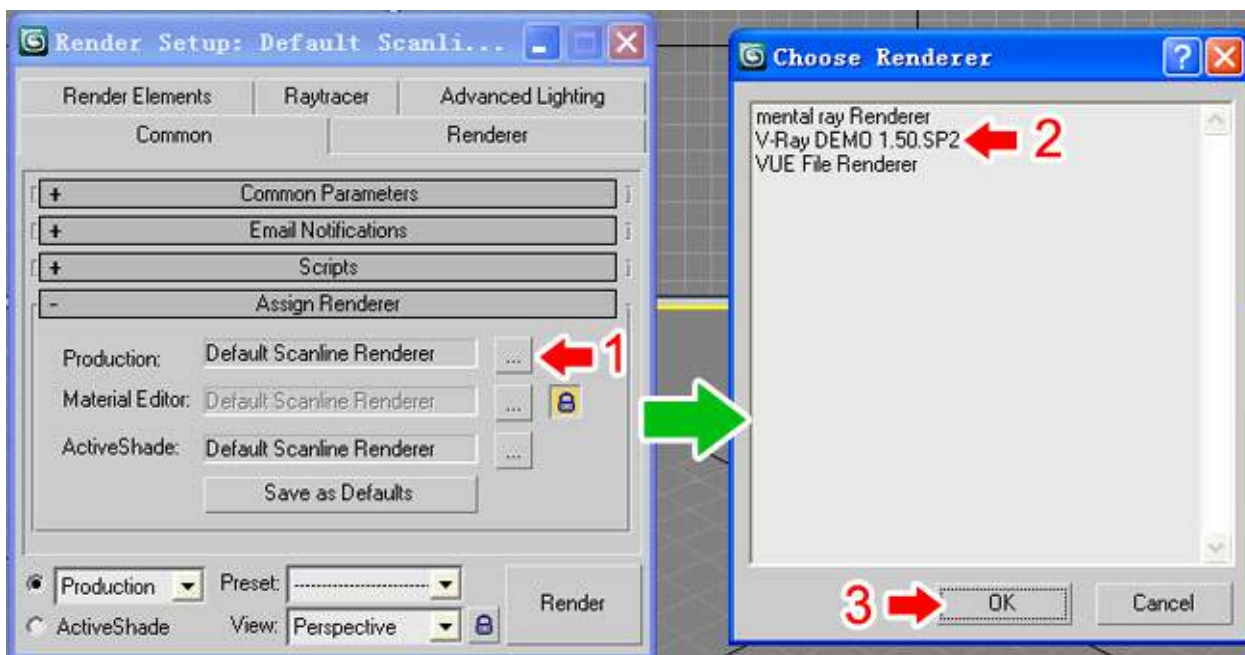 Render Setup: Default Scanli...
Render Elements
Raytracer
Advanced Lighting
Common
Renderer
+ Common Parameters
+ Email Notifications
+ Scripts
- Assign Renderer
Production: Default Scanline Renderer ... 1
Material Editor: Default Scanline Renderer ...
ActiveShade: Default Scanline Renderer ...
Save as Defaults
Production Preset: --------------------
ActiveShade View: Perspective
Render
Choose Renderer
mental ray Renderer
V-Ray DEMO 1.50.SP2 2
VUE File Renderer
3 OK Cancel